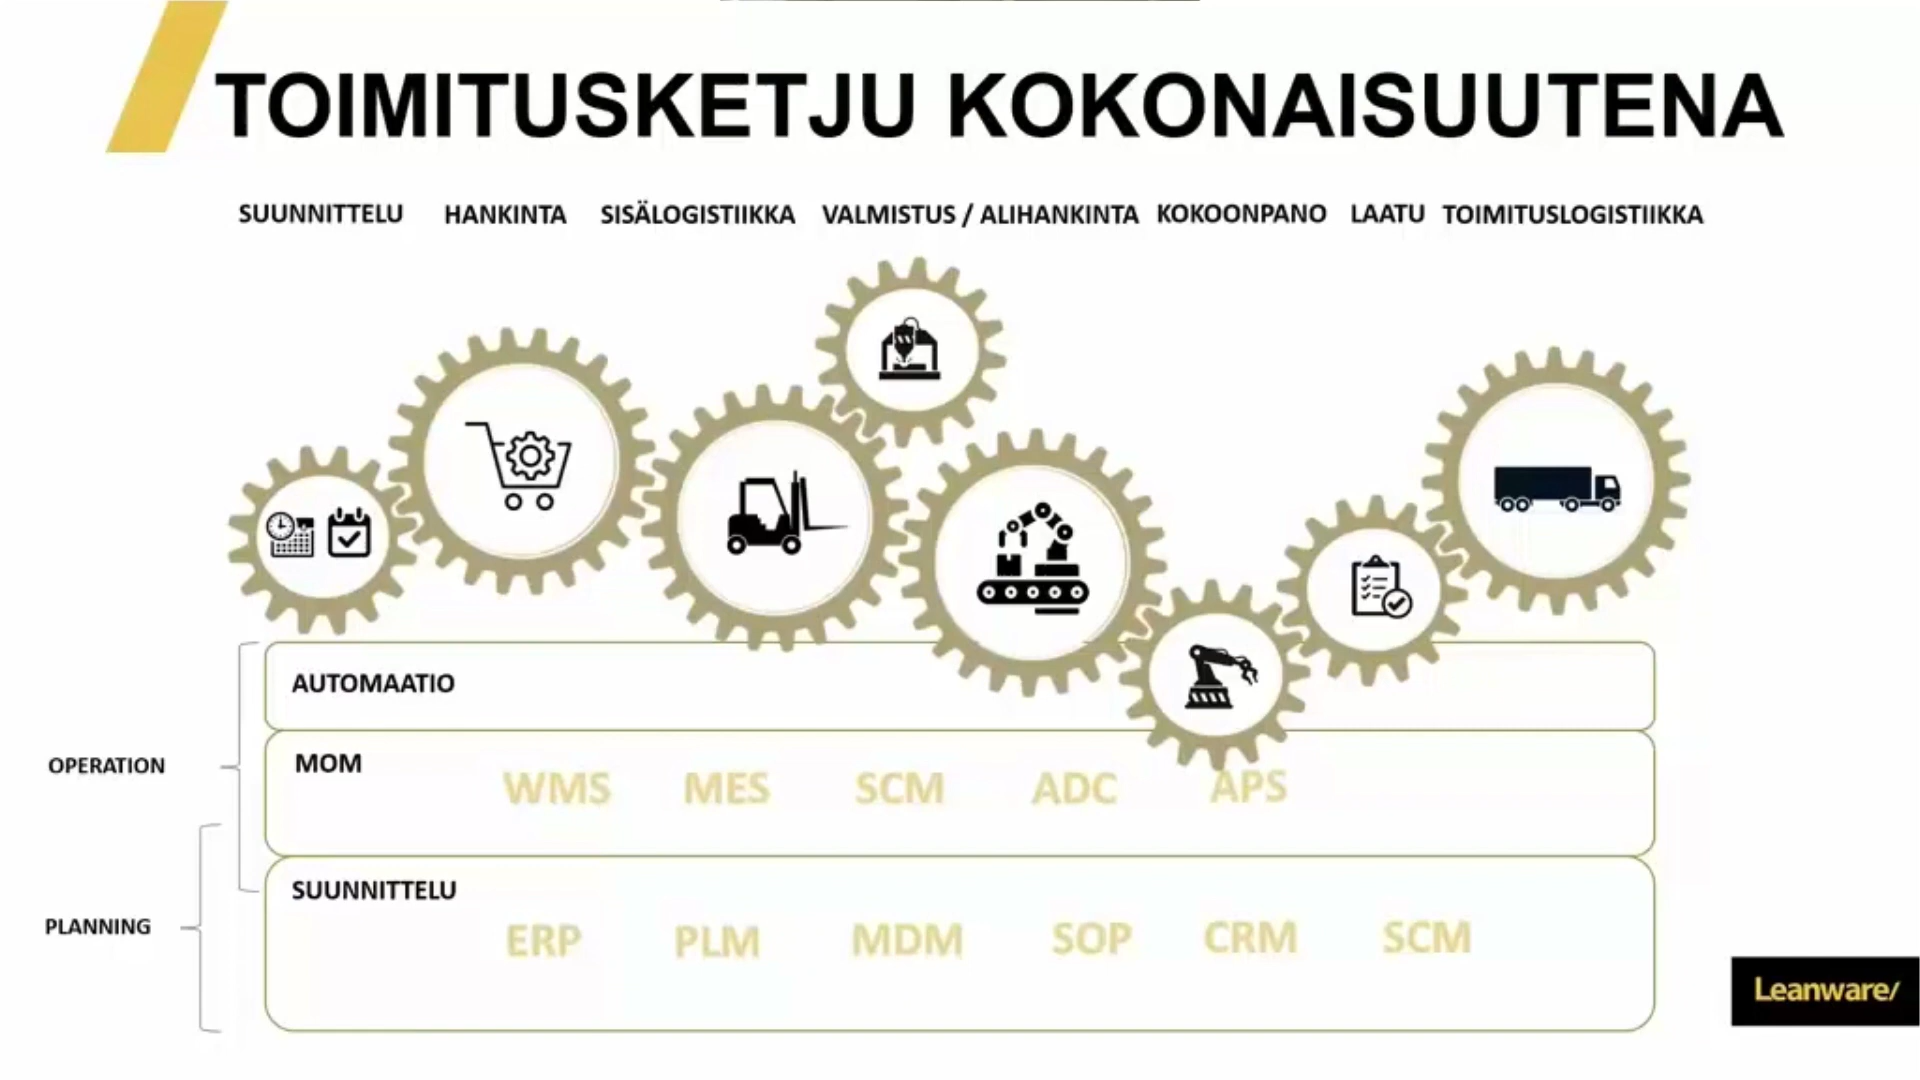 TOIMITUSKETJU KOKONAISUUTENA
SUUNNITTELU HANKINTA SISÄLOGISTIIKKA VALMISTUS / ALIHANKINTA KOKOONPANO LAATU TOIMITUSLOGISTIIKKA
AUTOMAATIO
OPERATION
MOM
WMS MES SCM ADC APS
SUUNNITTELU
PLANNING
ERP PLM MDM SOP CRM SCM
Leanware/